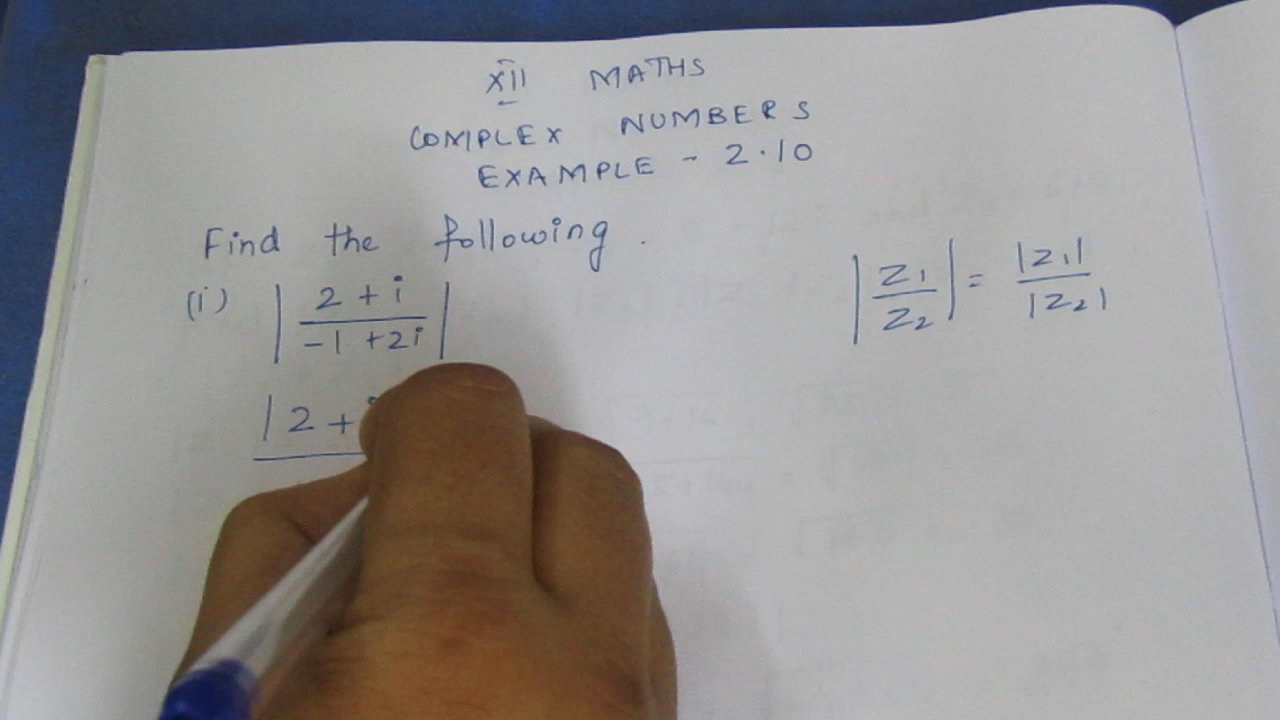 XII MATHS
COMPLEX NUMBERS
EXAMPLE - 2.10
Find the following.
(i) | 2 + i / -1 + 2i |
| Z1 / Z2 | = |Z1| / |Z2|
| 2 + i